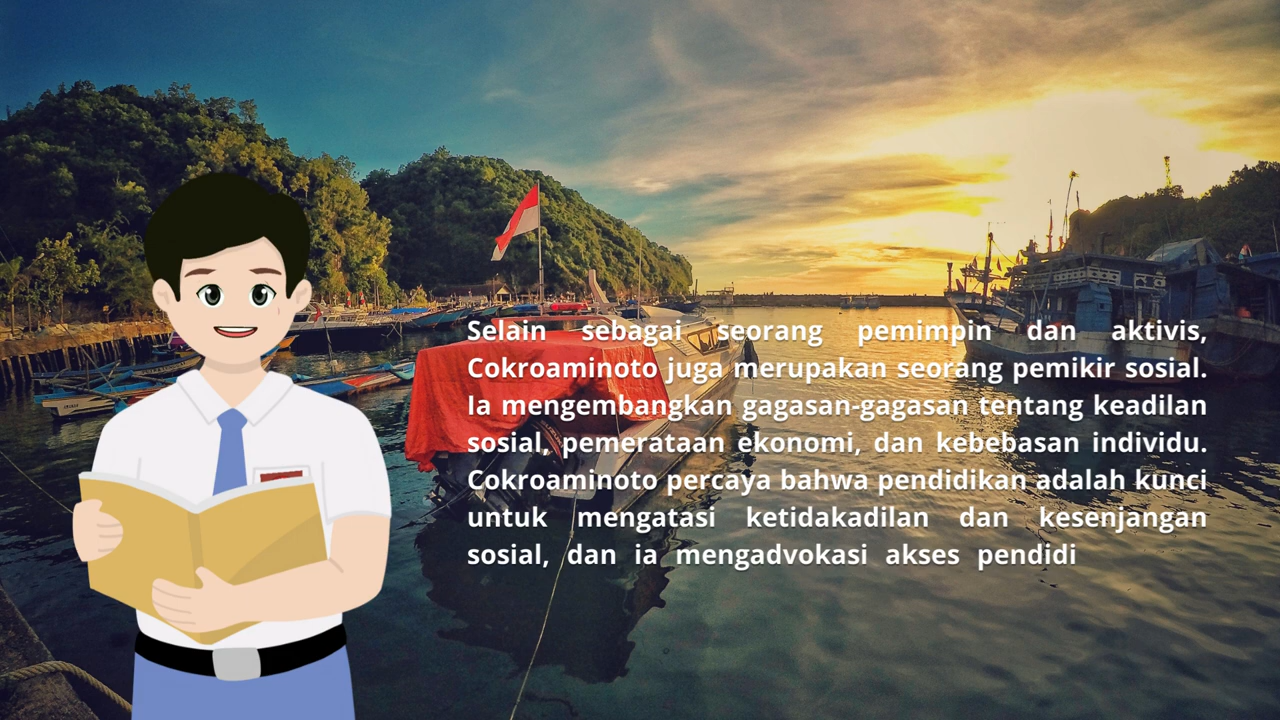 Selain sebagai seorang pemimpin dan aktivis,
Cokroaminoto juga merupakan seorang pemikir sosial.
Ia mengembangkan gagasan-gagasan tentang keadilan
sosial, pemerataan ekonomi, dan kebebasan individu.
Cokroaminoto percaya bahwa pendidikan adalah kunci
untuk mengatasi ketidakadilan dan kesenjangan
sosial, dan ia mengadvokasi akses pendidi